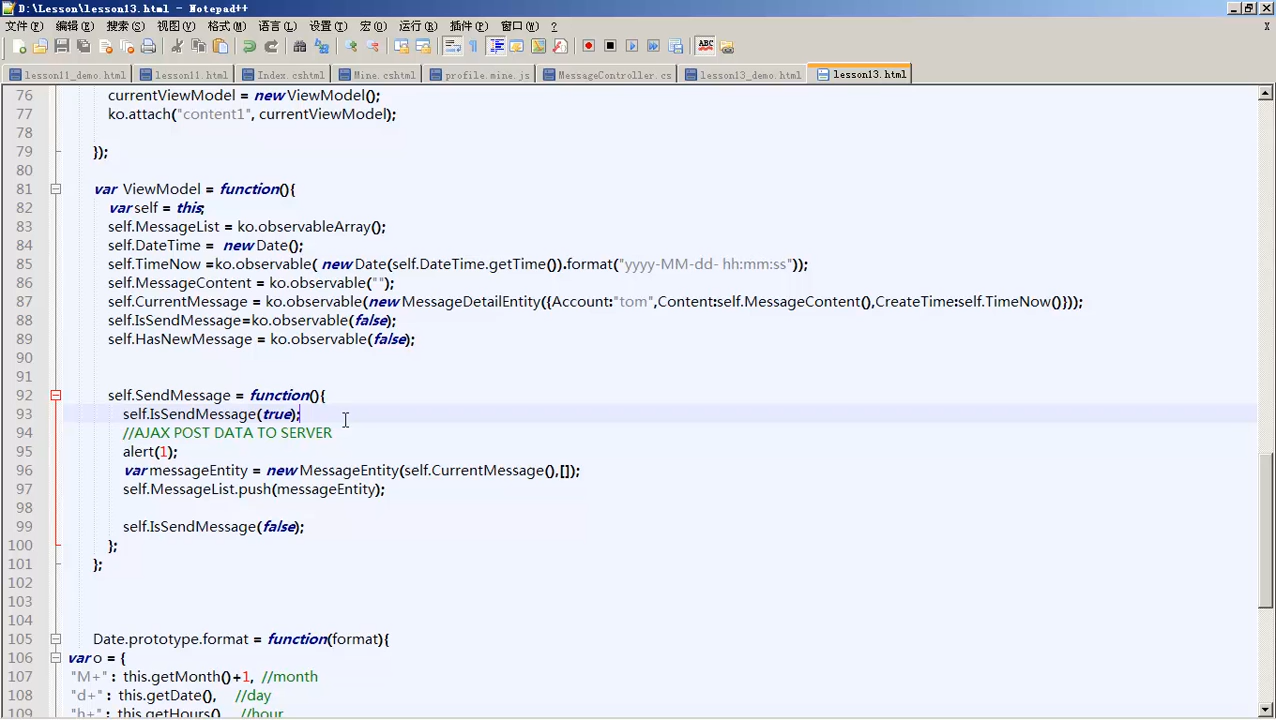 D:\Lesson\lesson13.html - Notepad++
文件(F) 编辑(E) 搜索(S) 视图(V) 格式(M) 语言(L) 设置(T) 宏(O) 运行(R) 插件(P) 窗口(W) ? X
lesson11_demo.html lesson11.html Index.cshtml Mine.cshtml profile.mine.js MessageController.cs lesson13_demo.html lesson13.html
76 currentViewModel = new ViewModel();
77 ko.attach("content1", currentViewModel);
78
79 });
80
81 var ViewModel = function(){
82 var self = this;
83 self.MessageList = ko.observableArray();
84 self.DateTime = new Date();
85 self.TimeNow =ko.observable( new Date(self.DateTime.getTime()).format("yyyy-MM-dd- hh:mm:ss"));
86 self.MessageContent = ko.observable("");
87 self.CurrentMessage = ko.observable(new MessageDetailEntity({Account:"tom",Content:self.MessageContent(),CreateTime:self.TimeNow()}));
88 self.IsSendMessage=ko.observable(false);
89 self.HasNewMessage = ko.observable(false);
90
91
92 self.SendMessage = function(){
93 self.IsSendMessage(true);
94 //AJAX POST DATA TO SERVER
95 alert(1);
96 var messageEntity = new MessageEntity(self.CurrentMessage(),[]);
97 self.MessageList.push(messageEntity);
98
99 self.IsSendMessage(false);
100 };
101 };
102
103
104
105 Date.prototype.format = function(format){
106 var o = {
107 "M+" : this.getMonth()+1, //month
108 "d+" : this.getDate(), //day
109 "h+" : this.getHours(), //hour